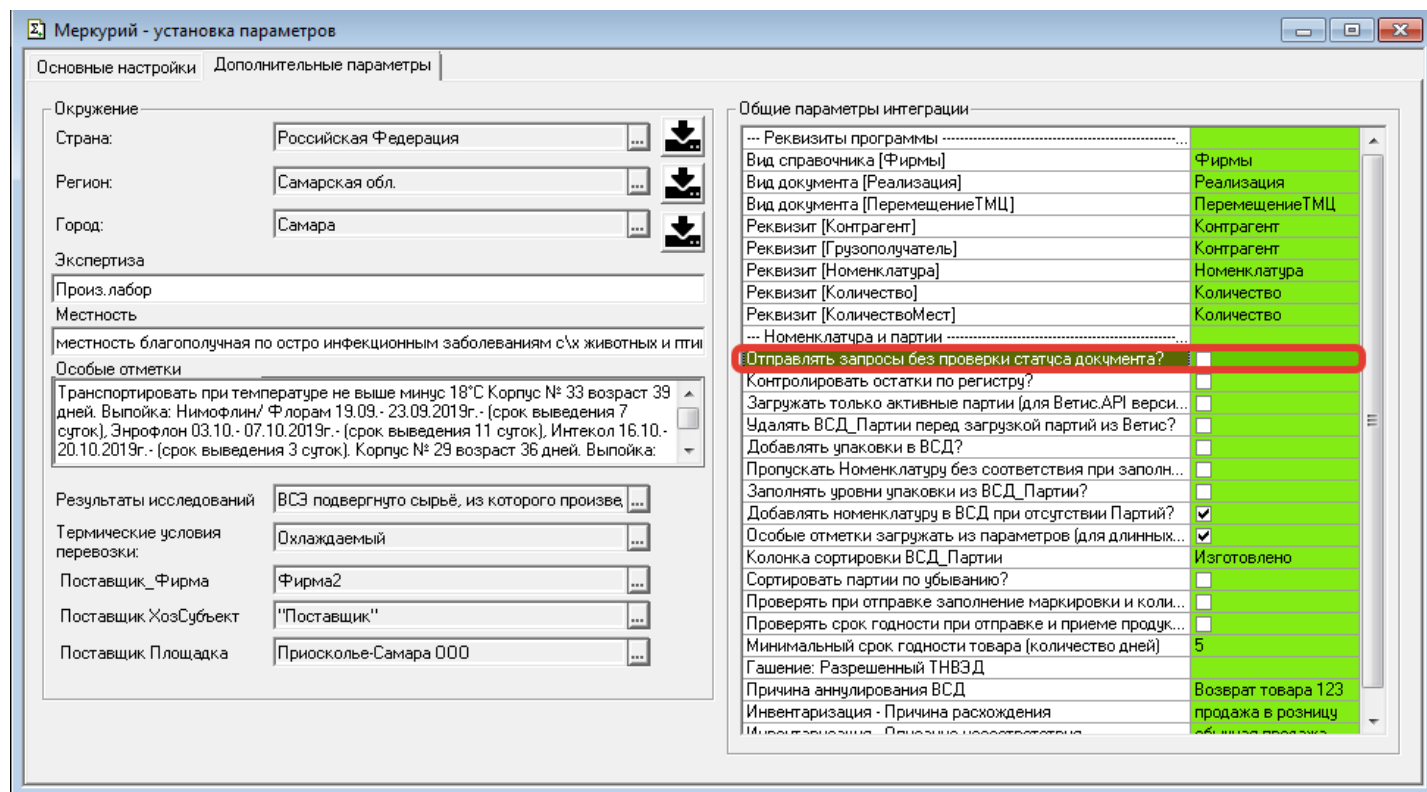 Меркурий - установка параметров
Основные настройки Дополнительные параметры
Окружение
Страна: Российская Федерация ...
Регион: Самарская обл. ...
Город: Самара ...
Экспертиза
Произ.лабор
Местность
местность благополучная по остро инфекционным заболеваниям с\х животных и пти
Особые отметки
Транспортировать при температуре не выше минус 18°C Корпус № 33 возраст 39
дней. Выпойка: Нимофлин/ Флорам 19.09.- 23.09.2019г.- (срок выведения 7
суток), Энрофлон 03.10.- 07.10.2019г.- (срок выведения 11 суток), Интекол 16.10.-
20.10.2019г.- (срок выведения 3 суток). Корпус № 29 возраст 36 дней. Выпойка:
Результаты исследований ВСЭ подвергнуто сырьё, из которого произве, ...
Термические условия
перевозки: Охлаждаемый ...
Поставщик_Фирма Фирма2 ...
Поставщик ХозСубъект "Поставщик" ...
Поставщик Площадка Приосколье-Самара ООО ...
Общие параметры интеграции
--- Реквизиты программы ---...
Вид справочника [Фирмы] Фирмы
Вид документа [Реализация] Реализация
Вид документа [ПеремещениеТМЦ] ПеремещениеТМЦ
Реквизит [Контрагент] Контрагент
Реквизит [Грузополучатель] Контрагент
Реквизит [Номенклатура] Номенклатура
Реквизит [Количество] Количество
Реквизит [КоличествоМест] Количество
--- Номенклатура и партии ---...
Отправлять запросы без проверки статуса документа?
Контролировать остатки по регистру?
Загружать только активные партии (для Ветис.API верси...
Удалять ВСД_Партии перед загрузкой партий из Ветис?
Добавлять упаковки в ВСД?
Пропускать Номенклатуру без соответствия при заполн...
Заполнять уровни упаковки из ВСД_Партии?
Добавлять номенклатуру в ВСД при отсутствии Партий?
Особые отметки загружать из параметров (для длинных...
Колонка сортировки ВСД_Партии Изготовлено
Сортировать партии по убыванию?
Проверять при отправке заполнение маркировки и коли...
Проверять срок годности при отправке и приеме продук...
Минимальный срок годности товара (количество дней) 5
Гашение: Разрешенный ТНВЭД
Причина аннулирования ВСД Возврат товара 123
Инвентаризация - Причина расхождения продажа в розницу